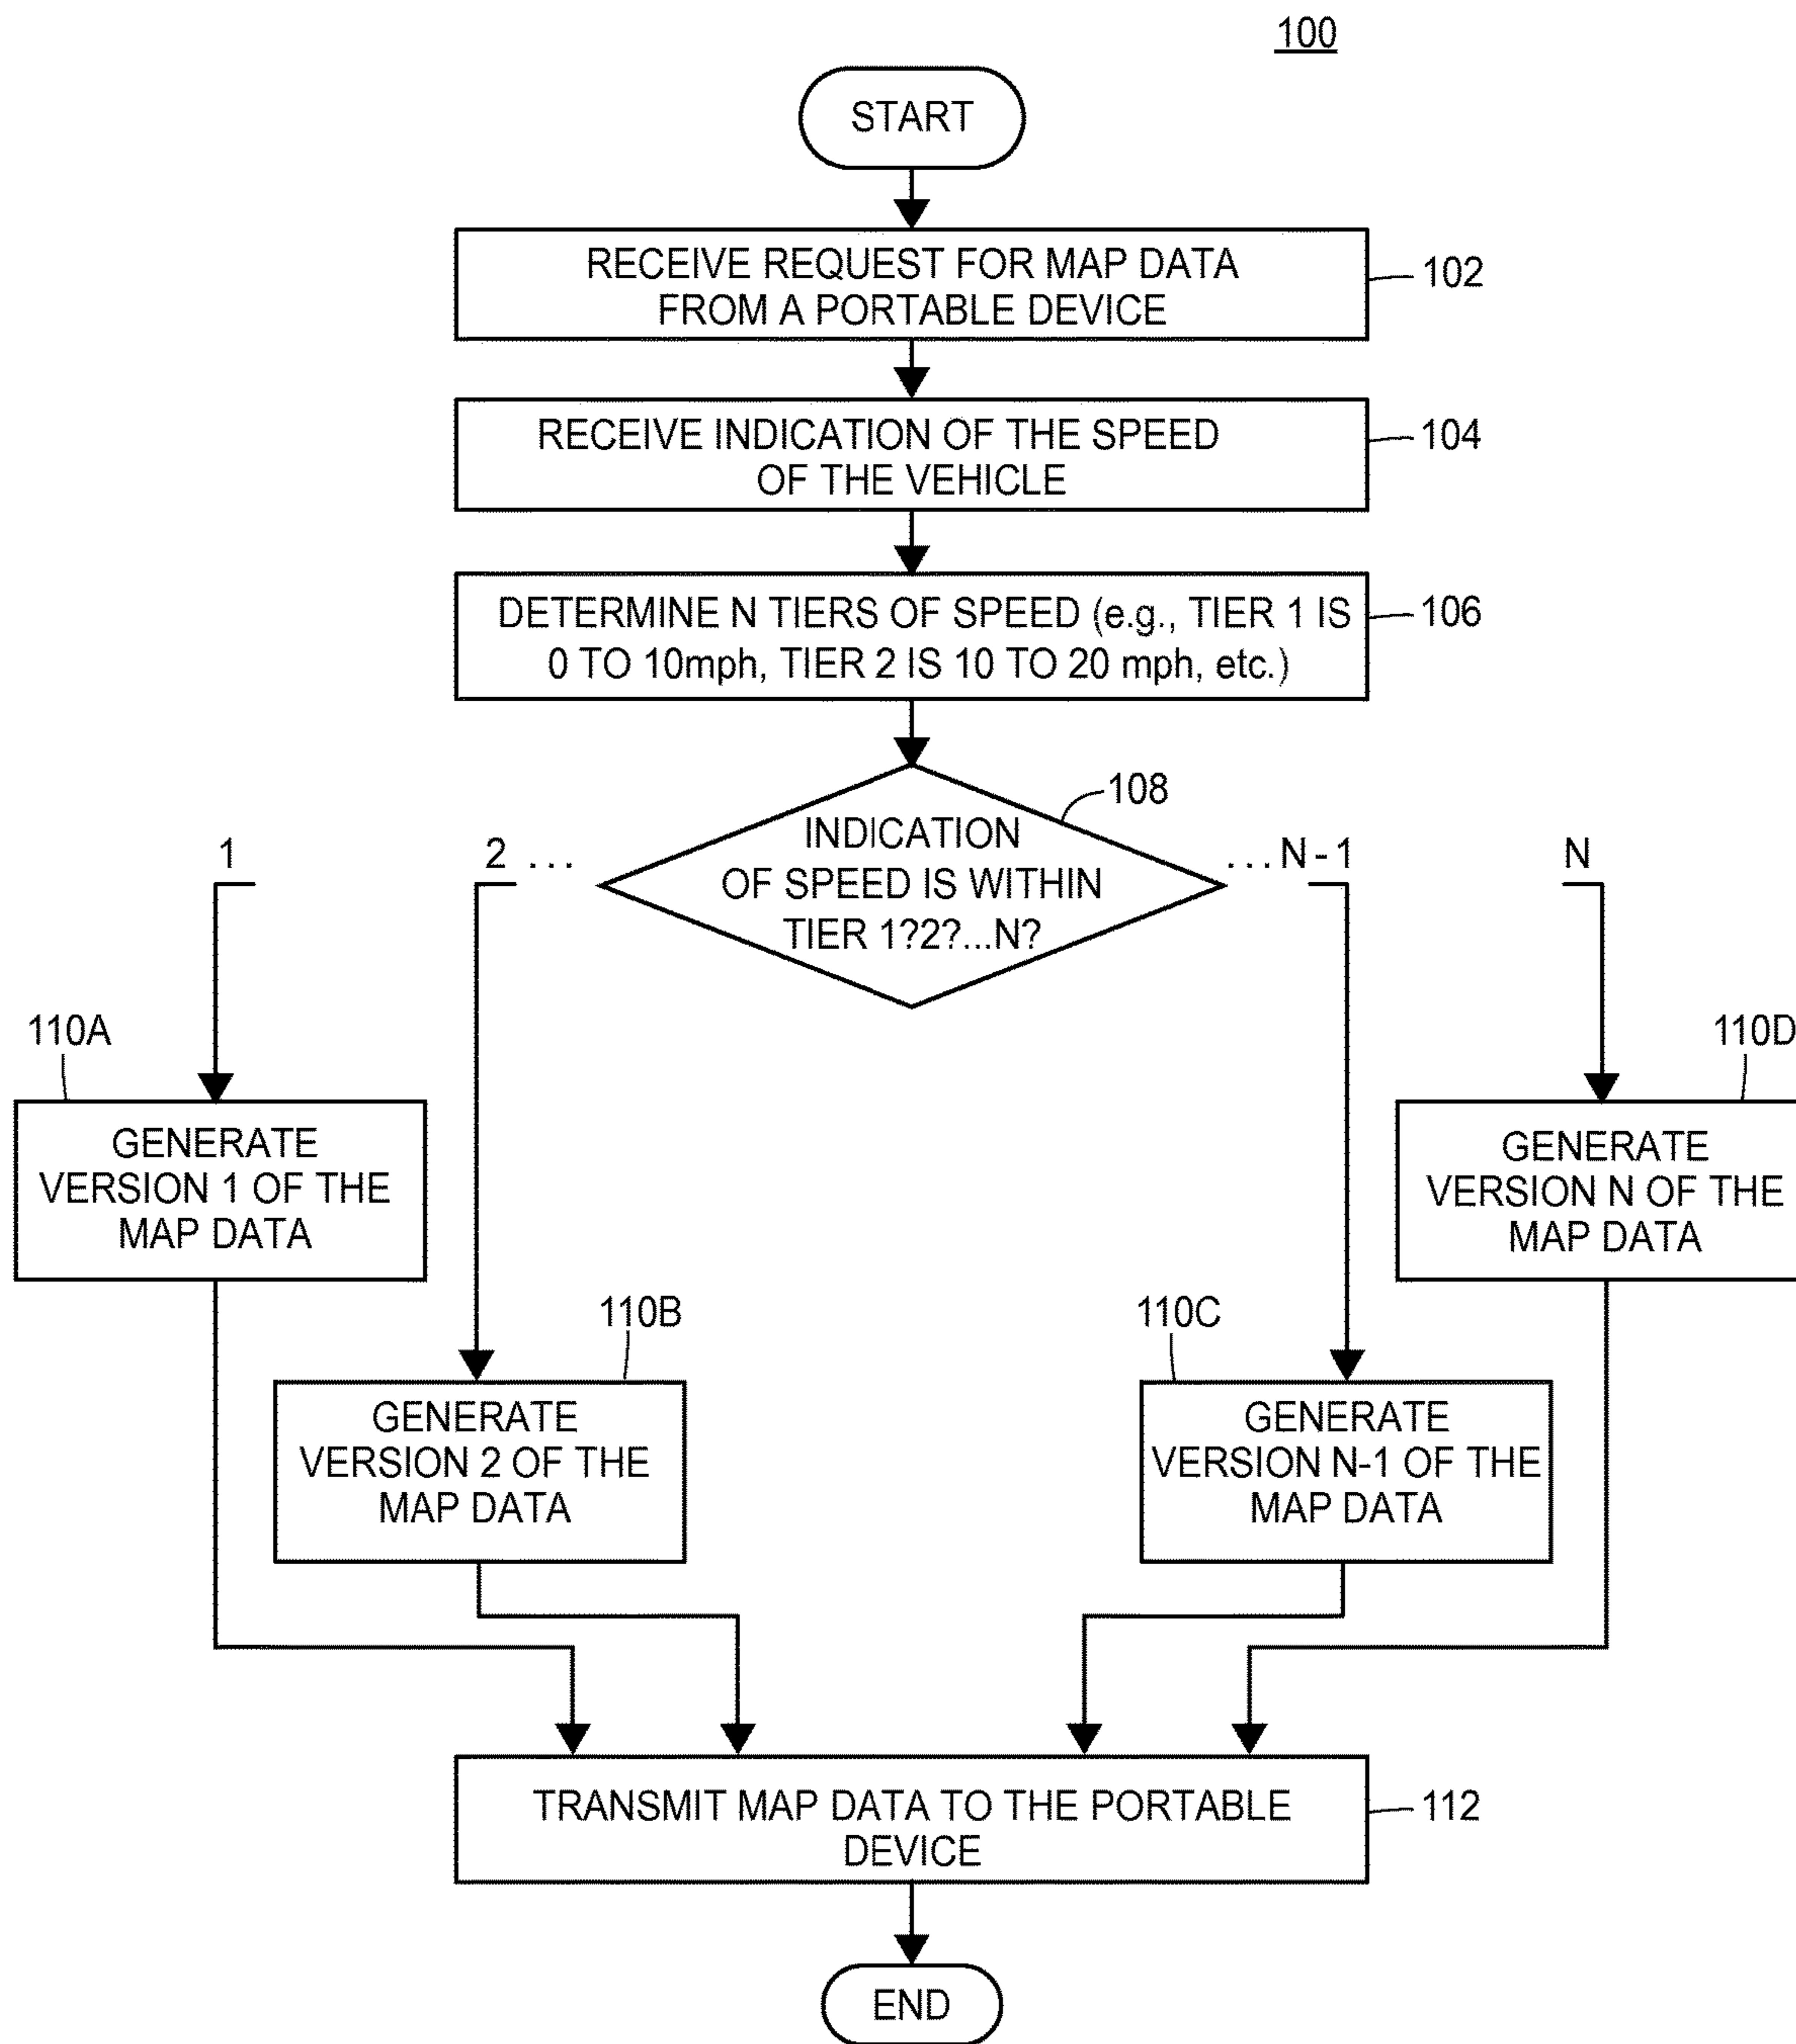 100
START
RECEIVE REQUEST FOR MAP DATA
FROM A PORTABLE DEVICE
102
RECEIVE INDICATION OF THE SPEED
OF THE VEHICLE
104
DETERMINE N TIERS OF SPEED (e.g., TIER 1 IS
0 TO 10mph, TIER 2 IS 10 TO 20 mph, etc.)
106
108
INDICATION
OF SPEED IS WITHIN
TIER 1?2?...N?
1
2 ...
...N-1
N
110A
GENERATE
VERSION 1 OF THE
MAP DATA
110D
GENERATE
VERSION N OF THE
MAP DATA
110B
GENERATE
VERSION 2 OF THE
MAP DATA
110C
GENERATE
VERSION N-1 OF THE
MAP DATA
TRANSMIT MAP DATA TO THE PORTABLE
DEVICE
112
END